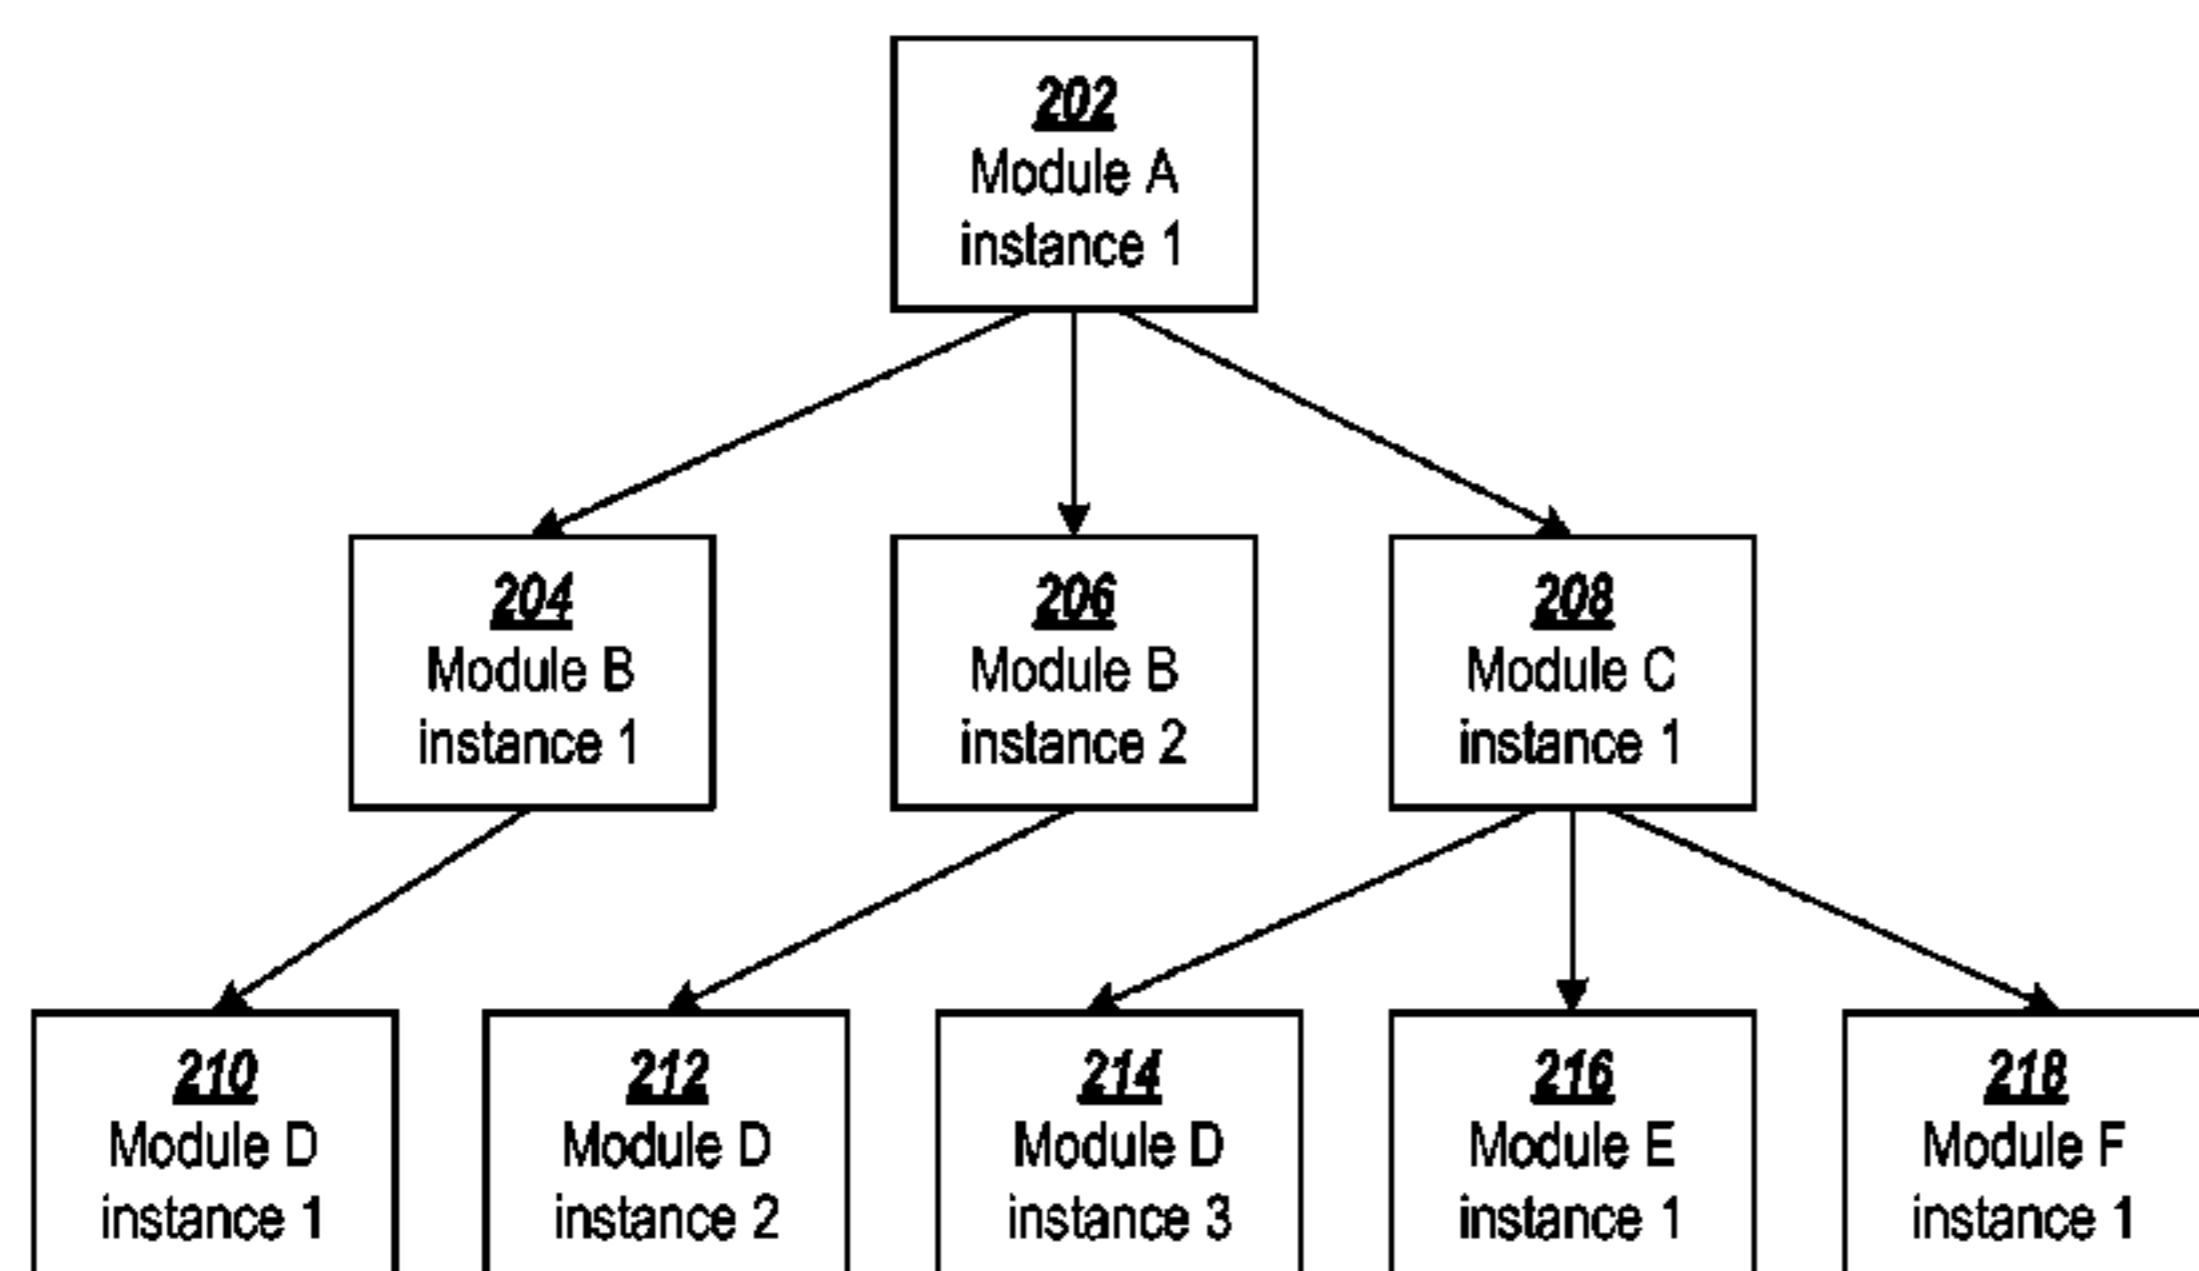 202
Module A
instance 1
204
Module B
instance 1
206
Module B
instance 2
208
Module C
instance 1
210
Module D
instance 1
212
Module D
instance 2
214
Module D
instance 3
216
Module E
instance 1
218
Module F
instance 1